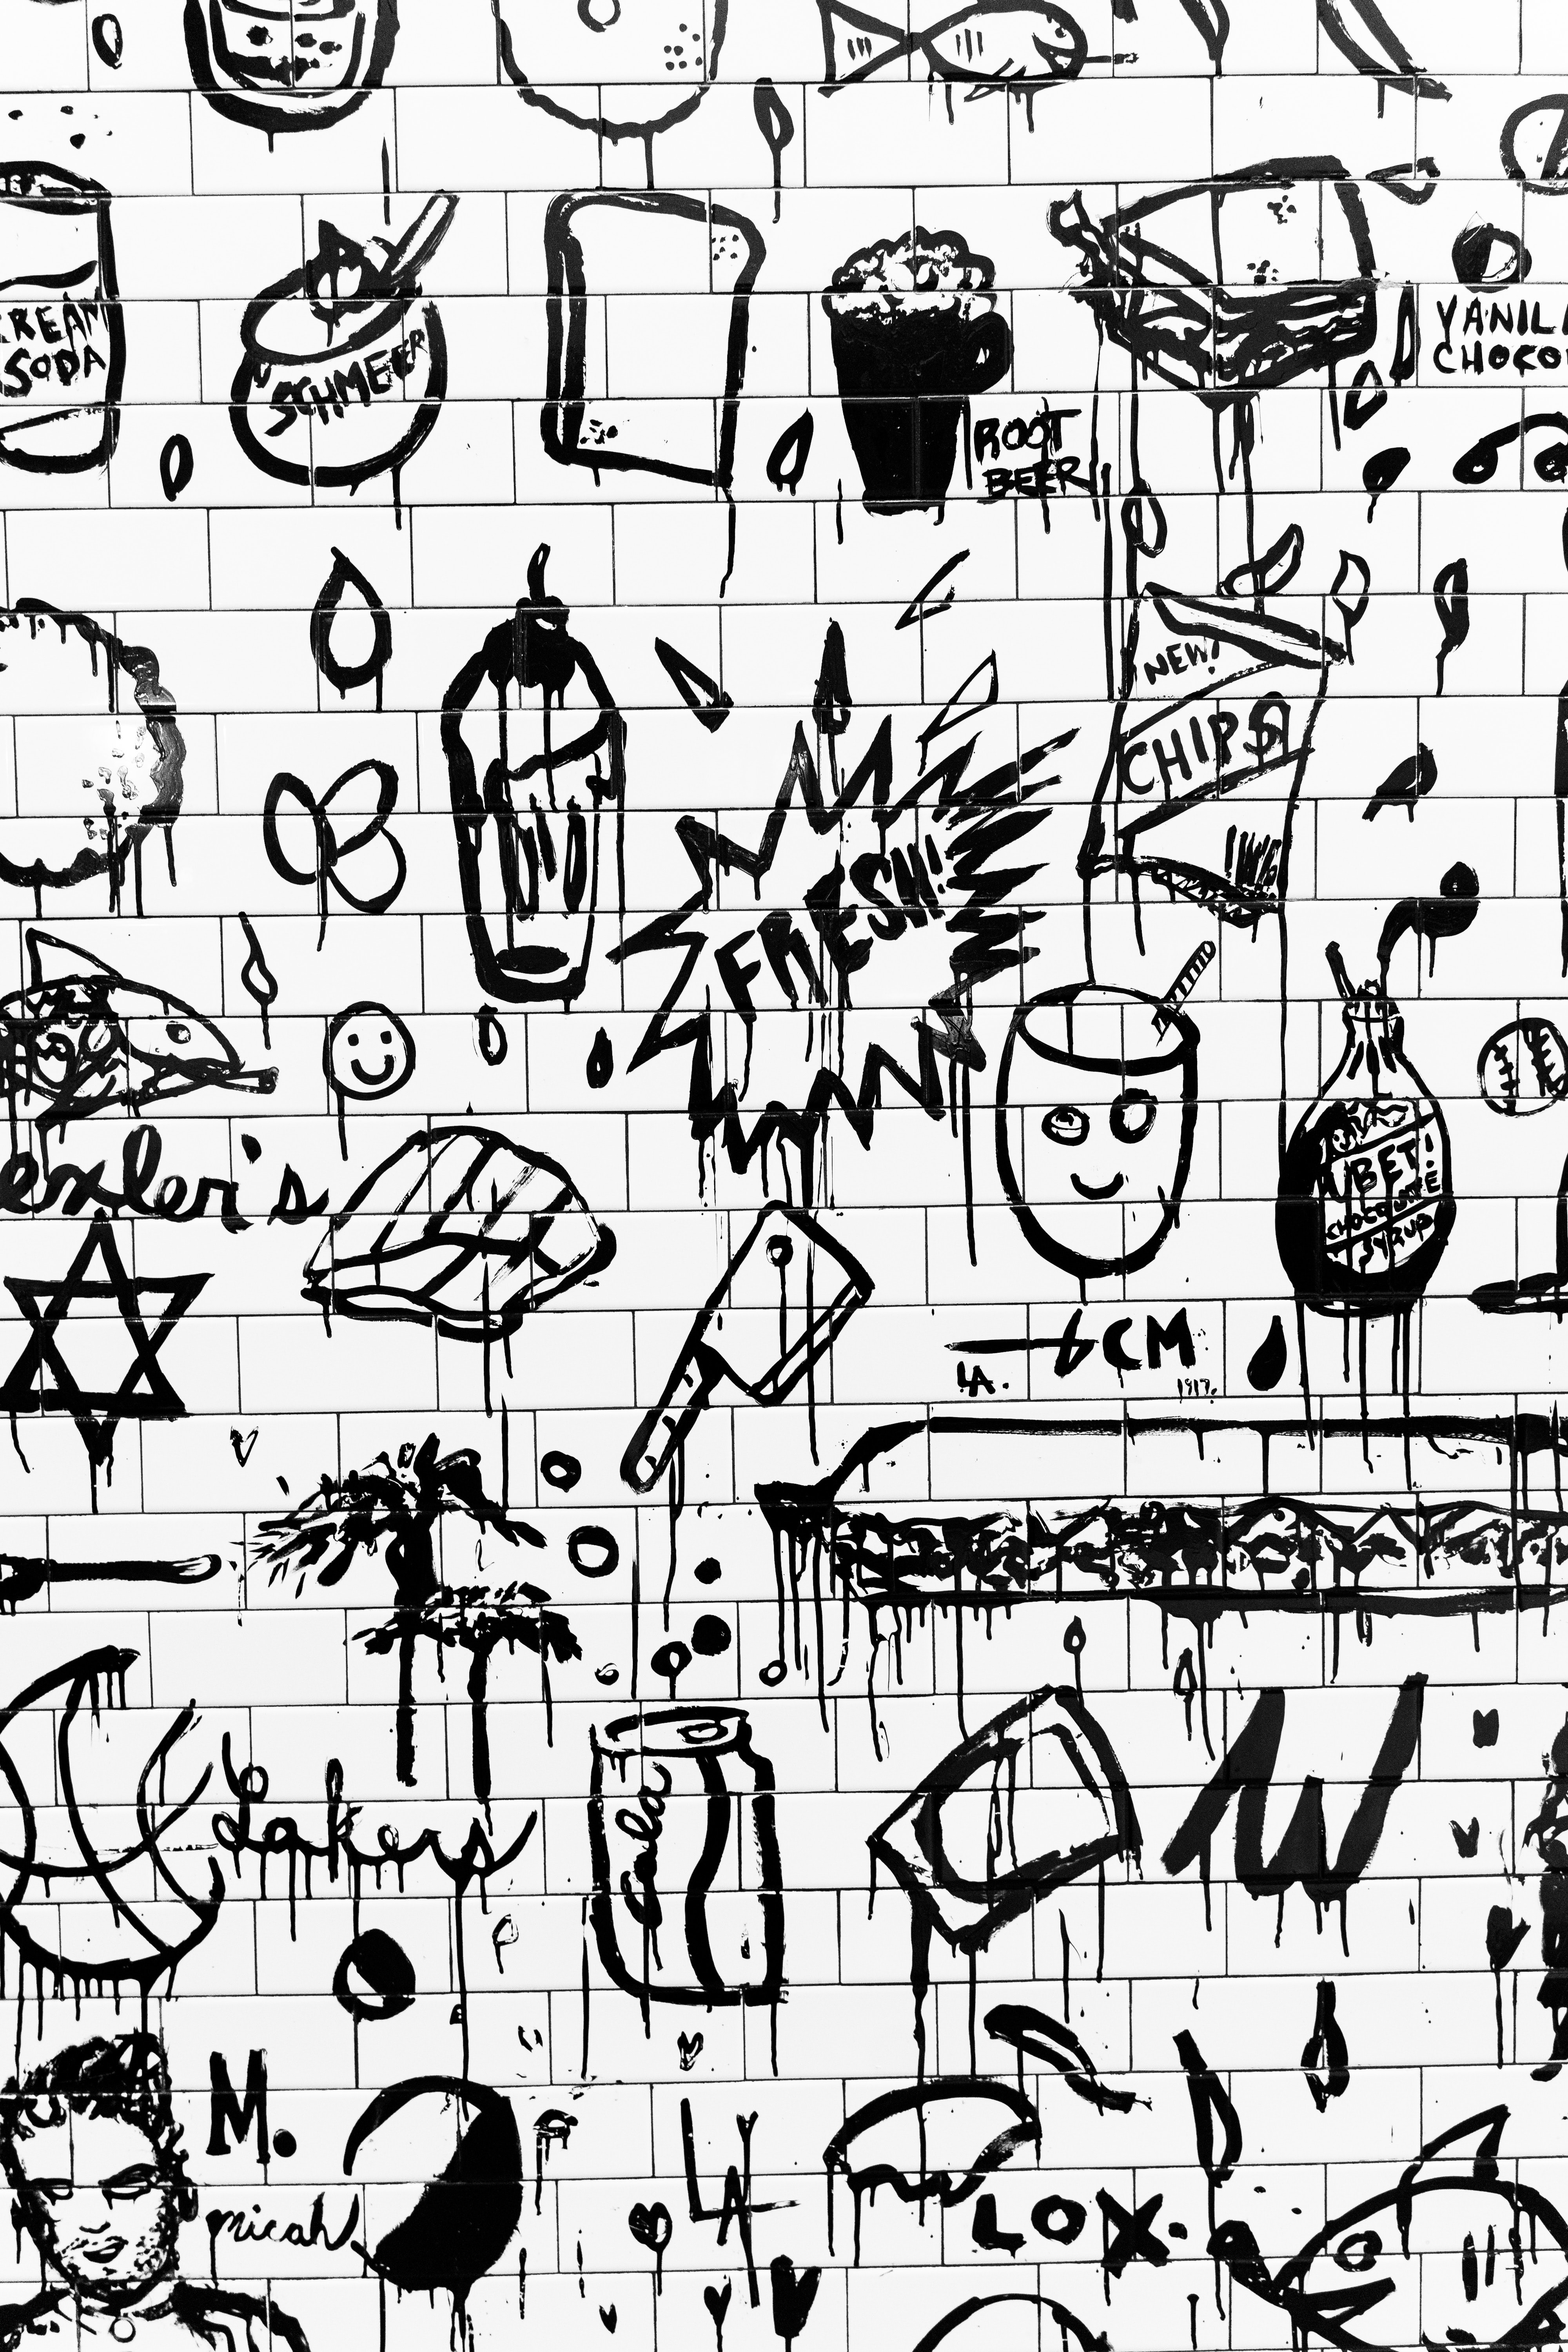 CREAM
SODA
SCHMEER
ROOT
BEER
VANIL
CHOCO
NEW!
CHIPS
FRESH!
exler's
U BET!
CHOCOLATE
SYRUP
CM
LA.
Lakers
Cola
W
M.
micah
LA
LOX.